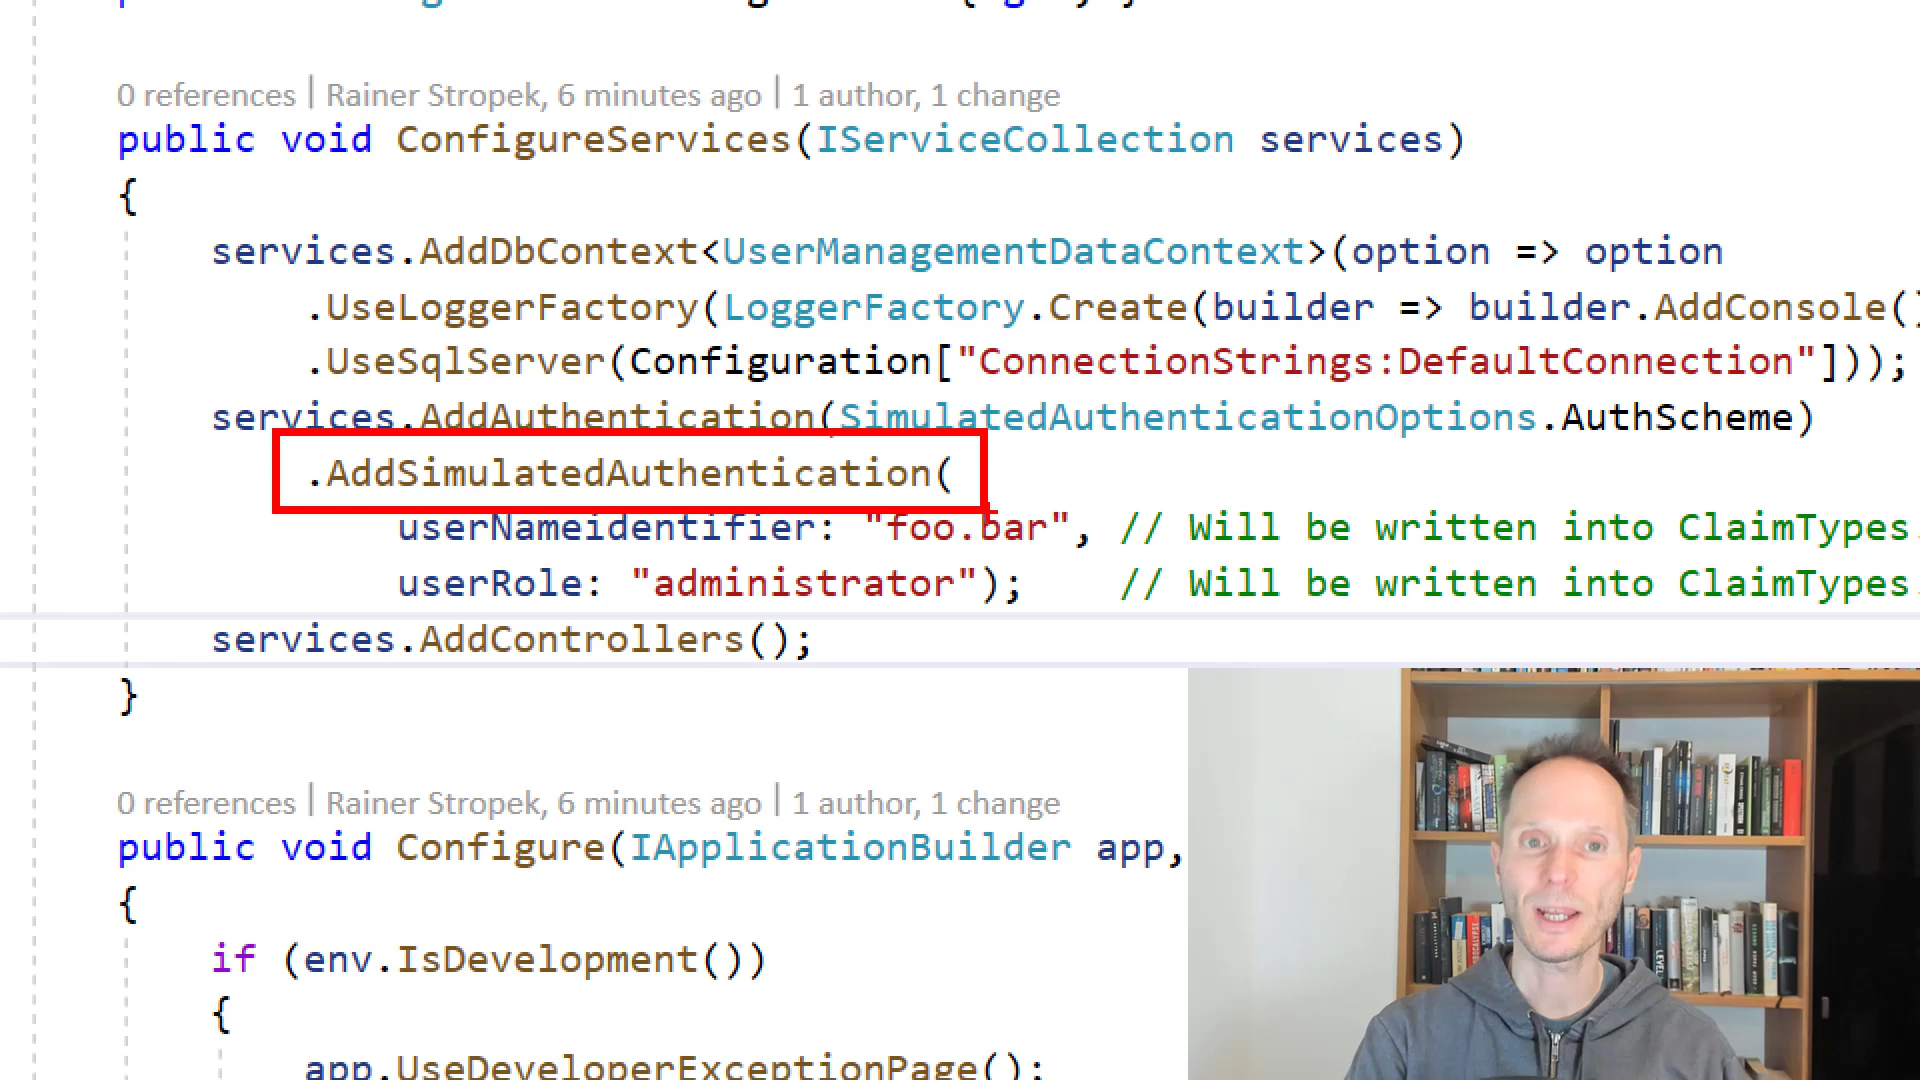 0 references | Rainer Stropek, 6 minutes ago | 1 author, 1 change
public void ConfigureServices(IServiceCollection services)
{
services.AddDbContext<UserManagementDataContext>(option => option
.UseLoggerFactory(LoggerFactory.Create(builder => builder.AddConsole()
.UseSqlServer(Configuration["ConnectionStrings:DefaultConnection"]));
services.AddAuthentication(SimulatedAuthenticationOptions.AuthScheme)
.AddSimulatedAuthentication(
userNameidentifier: "foo.bar", // Will be written into ClaimTypes.
userRole: "administrator"); // Will be written into ClaimTypes.
services.AddControllers();
}
0 references | Rainer Stropek, 6 minutes ago | 1 author, 1 change
public void Configure(IApplicationBuilder app,
{
if (env.IsDevelopment())
{
app.UseDeveloperExceptionPage();